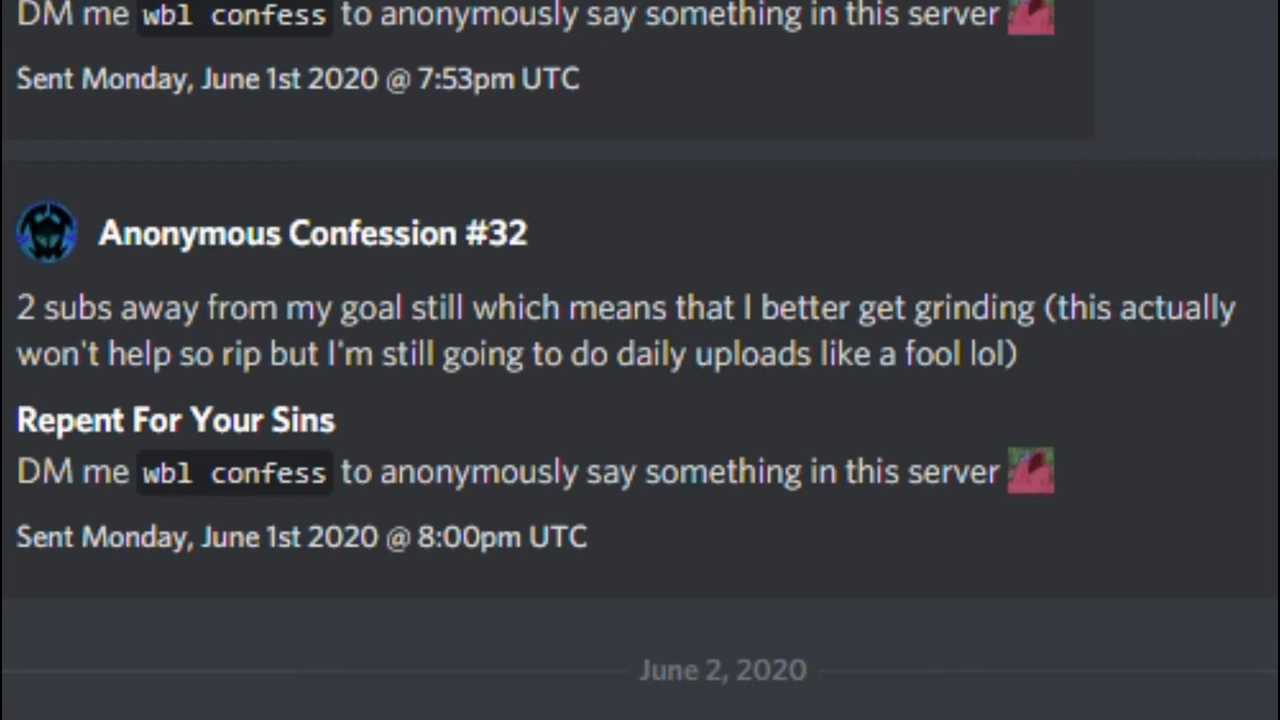 DM me wbl confess to anonymously say something in this server
Sent Monday, June 1st 2020 @ 7:53pm UTC
Anonymous Confession #32
2 subs away from my goal still which means that I better get grinding (this actually
won't help so rip but I'm still going to do daily uploads like a fool lol)
Repent For Your Sins
DM me wbl confess to anonymously say something in this server
Sent Monday, June 1st 2020 @ 8:00pm UTC
June 2, 2020